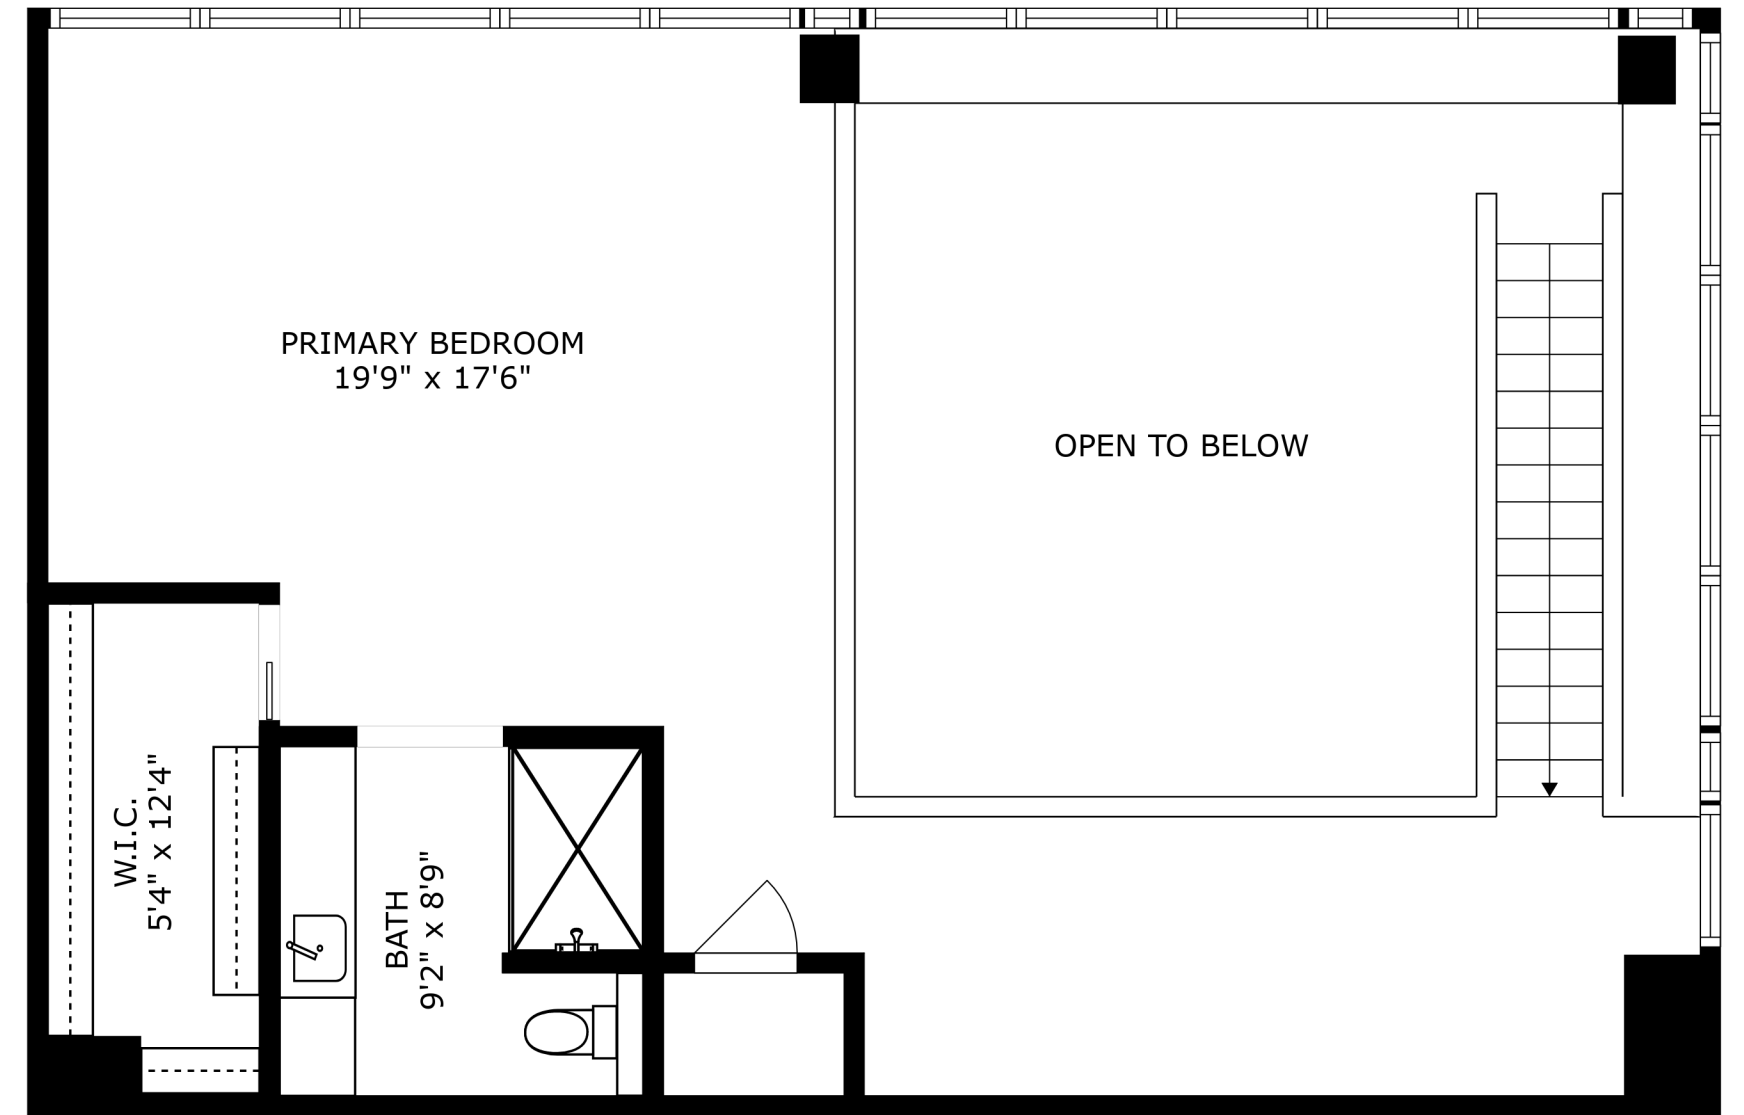 PRIMARY BEDROOM
19'9" x 17'6"
OPEN TO BELOW
W.I.C.
5'4" x 12'4"
BATH
9'2" x 8'9"